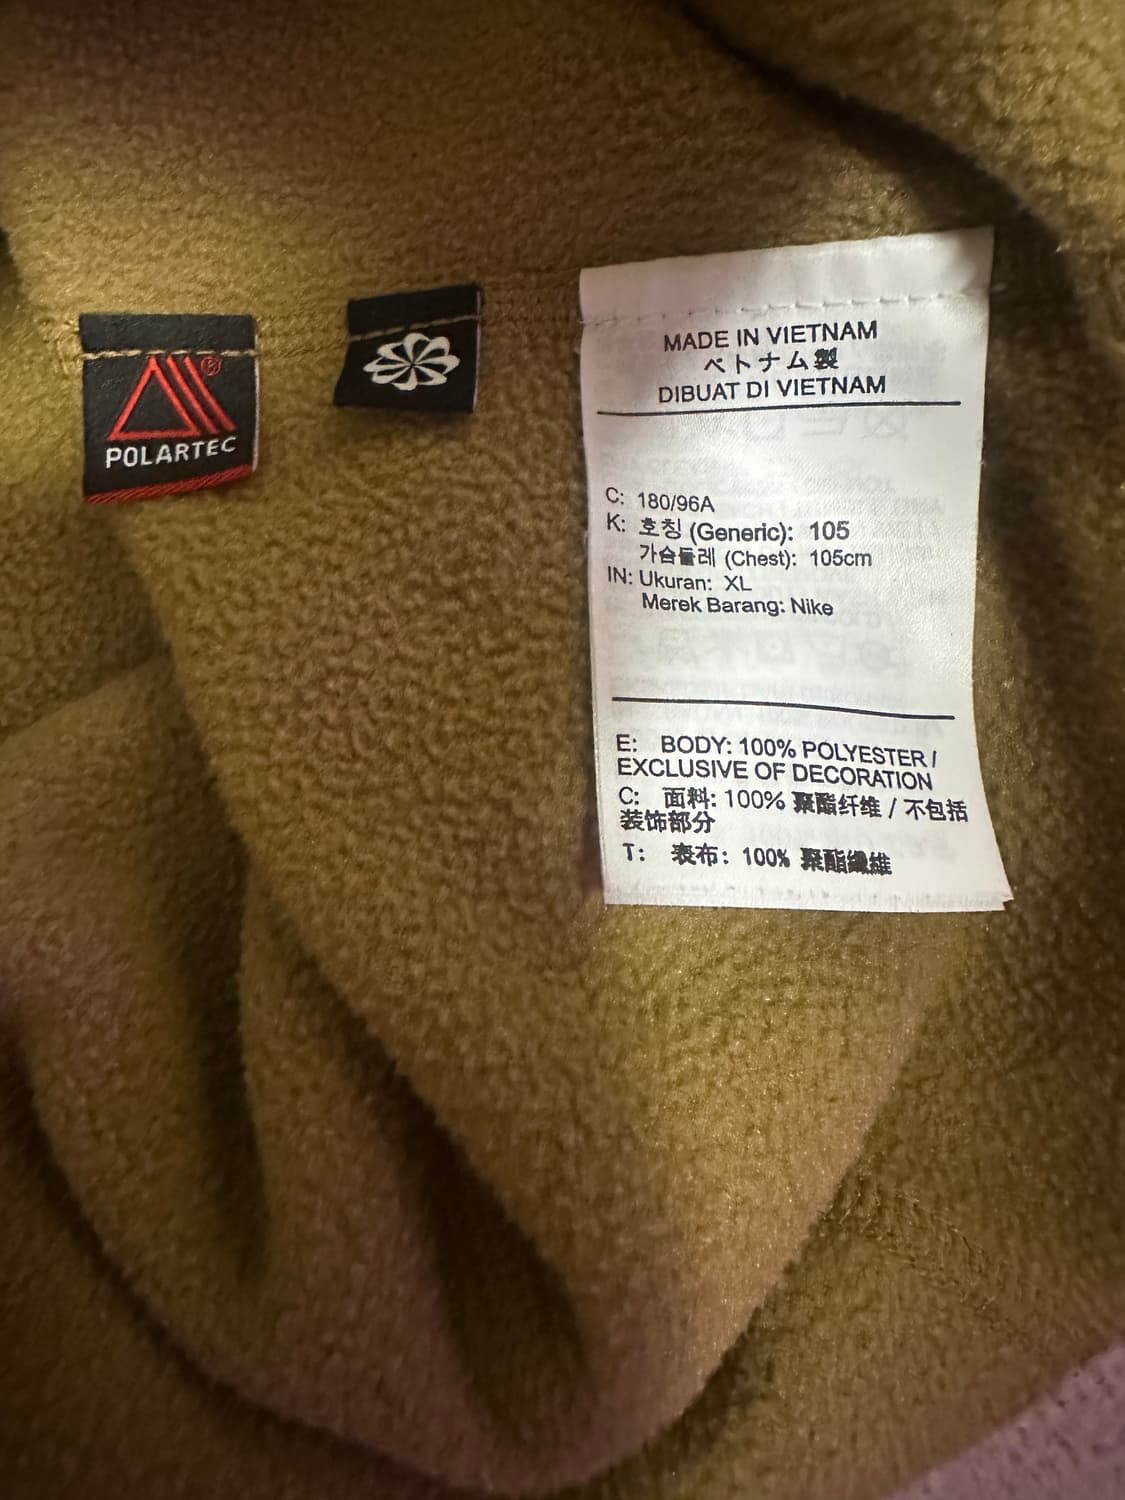 POLARTEC®
MADE IN VIETNAM
ベトナム製
DIBUAT DI VIETNAM
C: 180/96A
K: 호칭 (Generic): 105
가슴둘레 (Chest): 105cm
IN: Ukuran: XL
Merek Barang: Nike
E: BODY: 100% POLYESTER /
EXCLUSIVE OF DECORATION
C: 面料: 100% 聚酯纤维 / 不包括
装饰部分
T: 表布: 100% 聚酯纖維